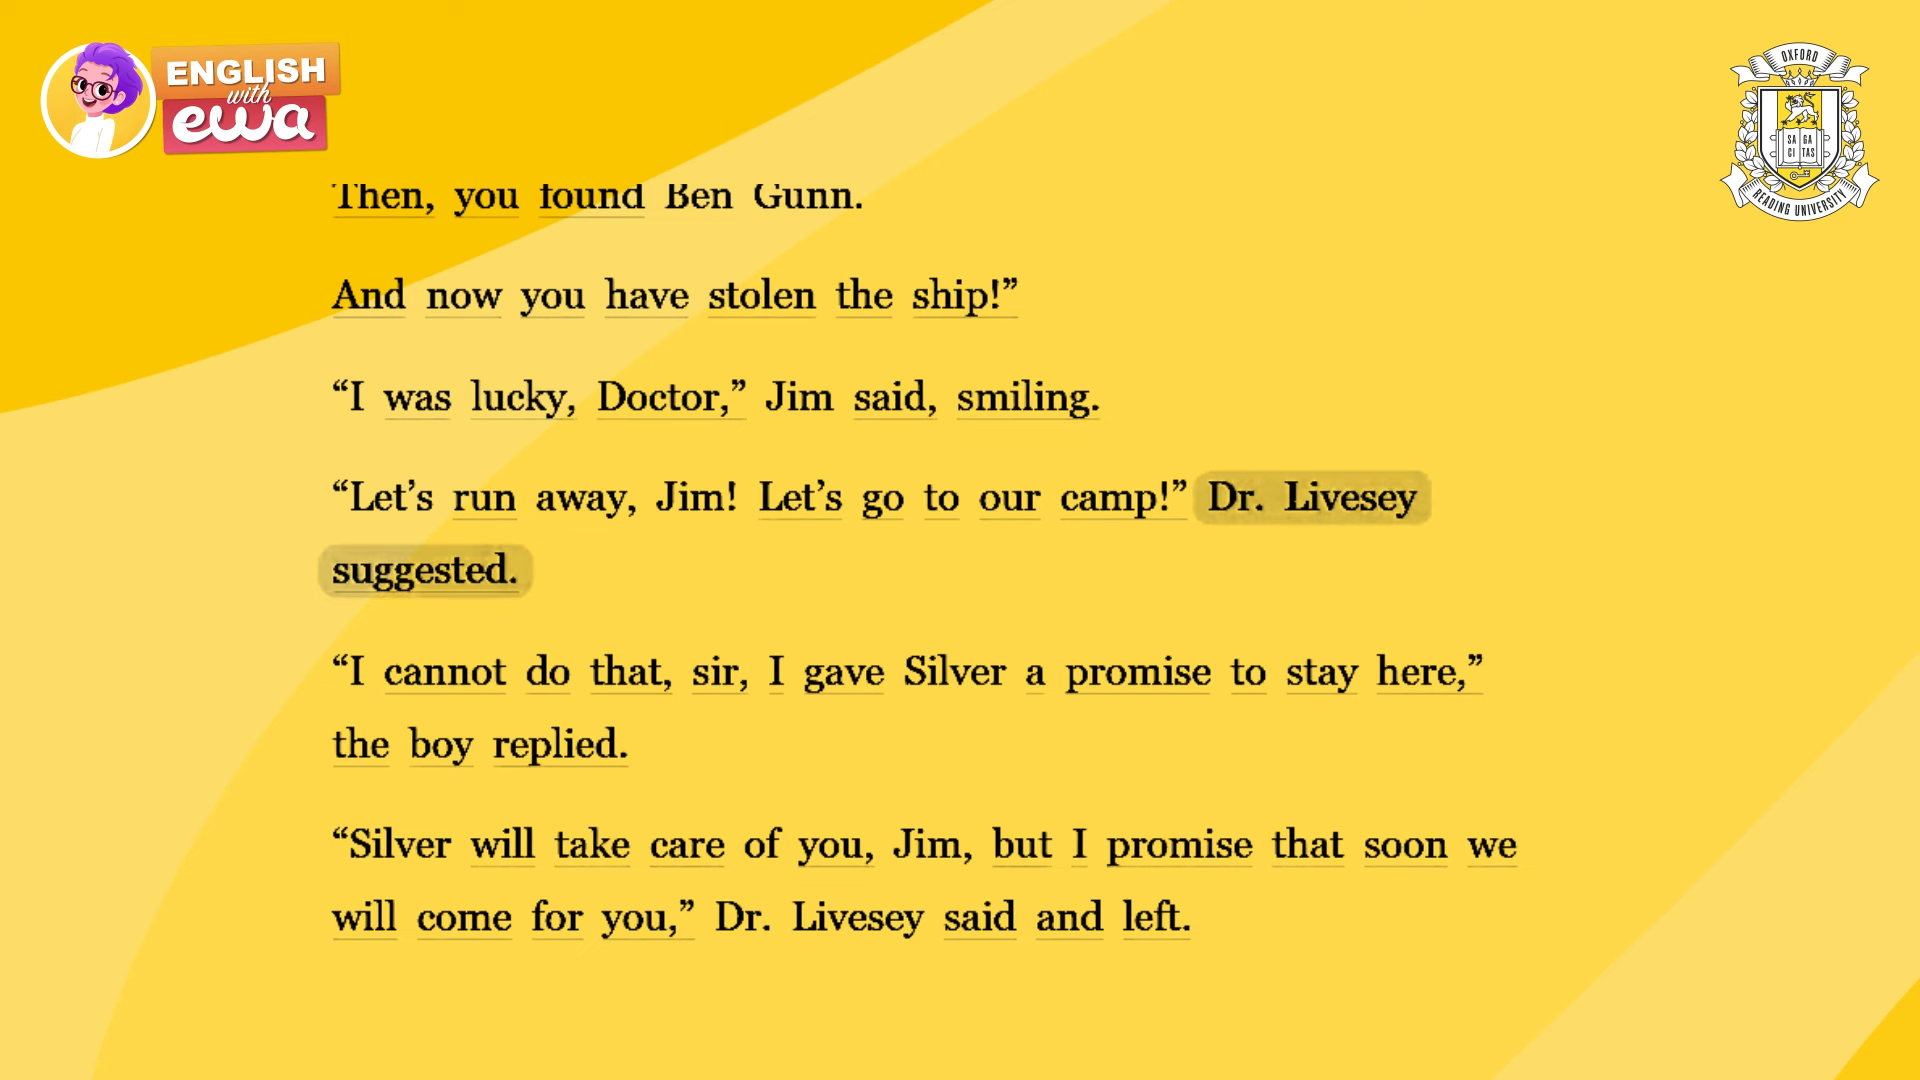 ENGLISH
with
ewa
OXFORD
SA GA
CI TAS
READING UNIVERSITY
Then, you found Ben Gunn.
And now you have stolen the ship!”
“I was lucky, Doctor,” Jim said, smiling.
“Let’s run away, Jim! Let’s go to our camp!” Dr. Livesey
suggested.
“I cannot do that, sir, I gave Silver a promise to stay here,”
the boy replied.
“Silver will take care of you, Jim, but I promise that soon we
will come for you,” Dr. Livesey said and left.